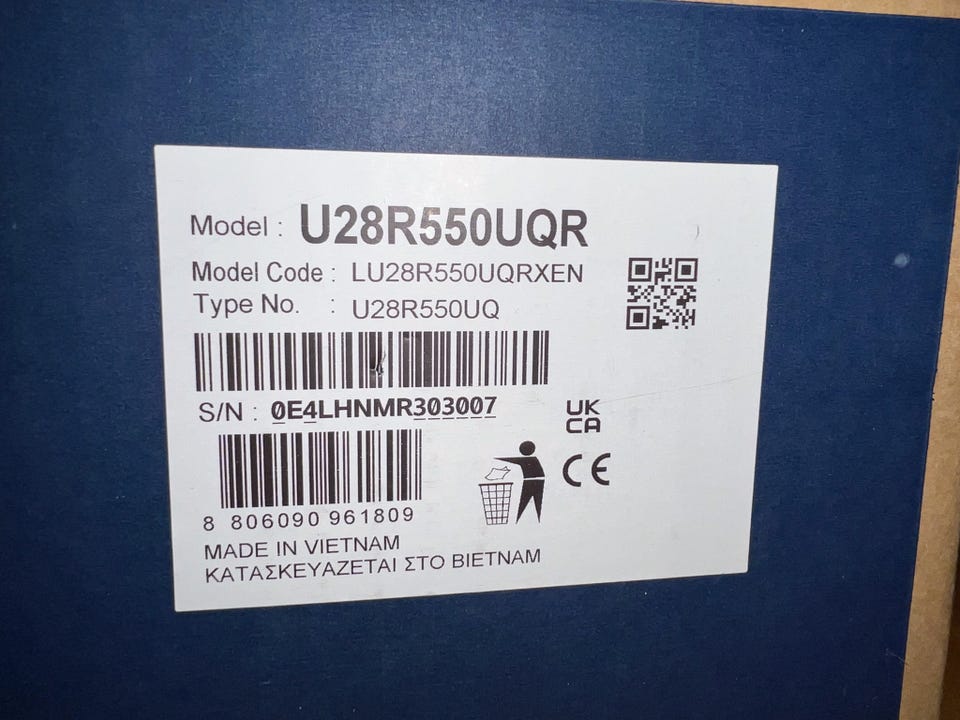 Model : U28R550UQR
Model Code : LU28R550UQRXEN
Type No. : U28R550UQ
S/N : 0E4LHNMR303007
UK
CA
CE
8 806090 961809
MADE IN VIETNAM
ΚΑΤΑΣΚΕΥΑΖΕΤΑΙ ΣΤΟ ΒΙΕΤΝΑΜ